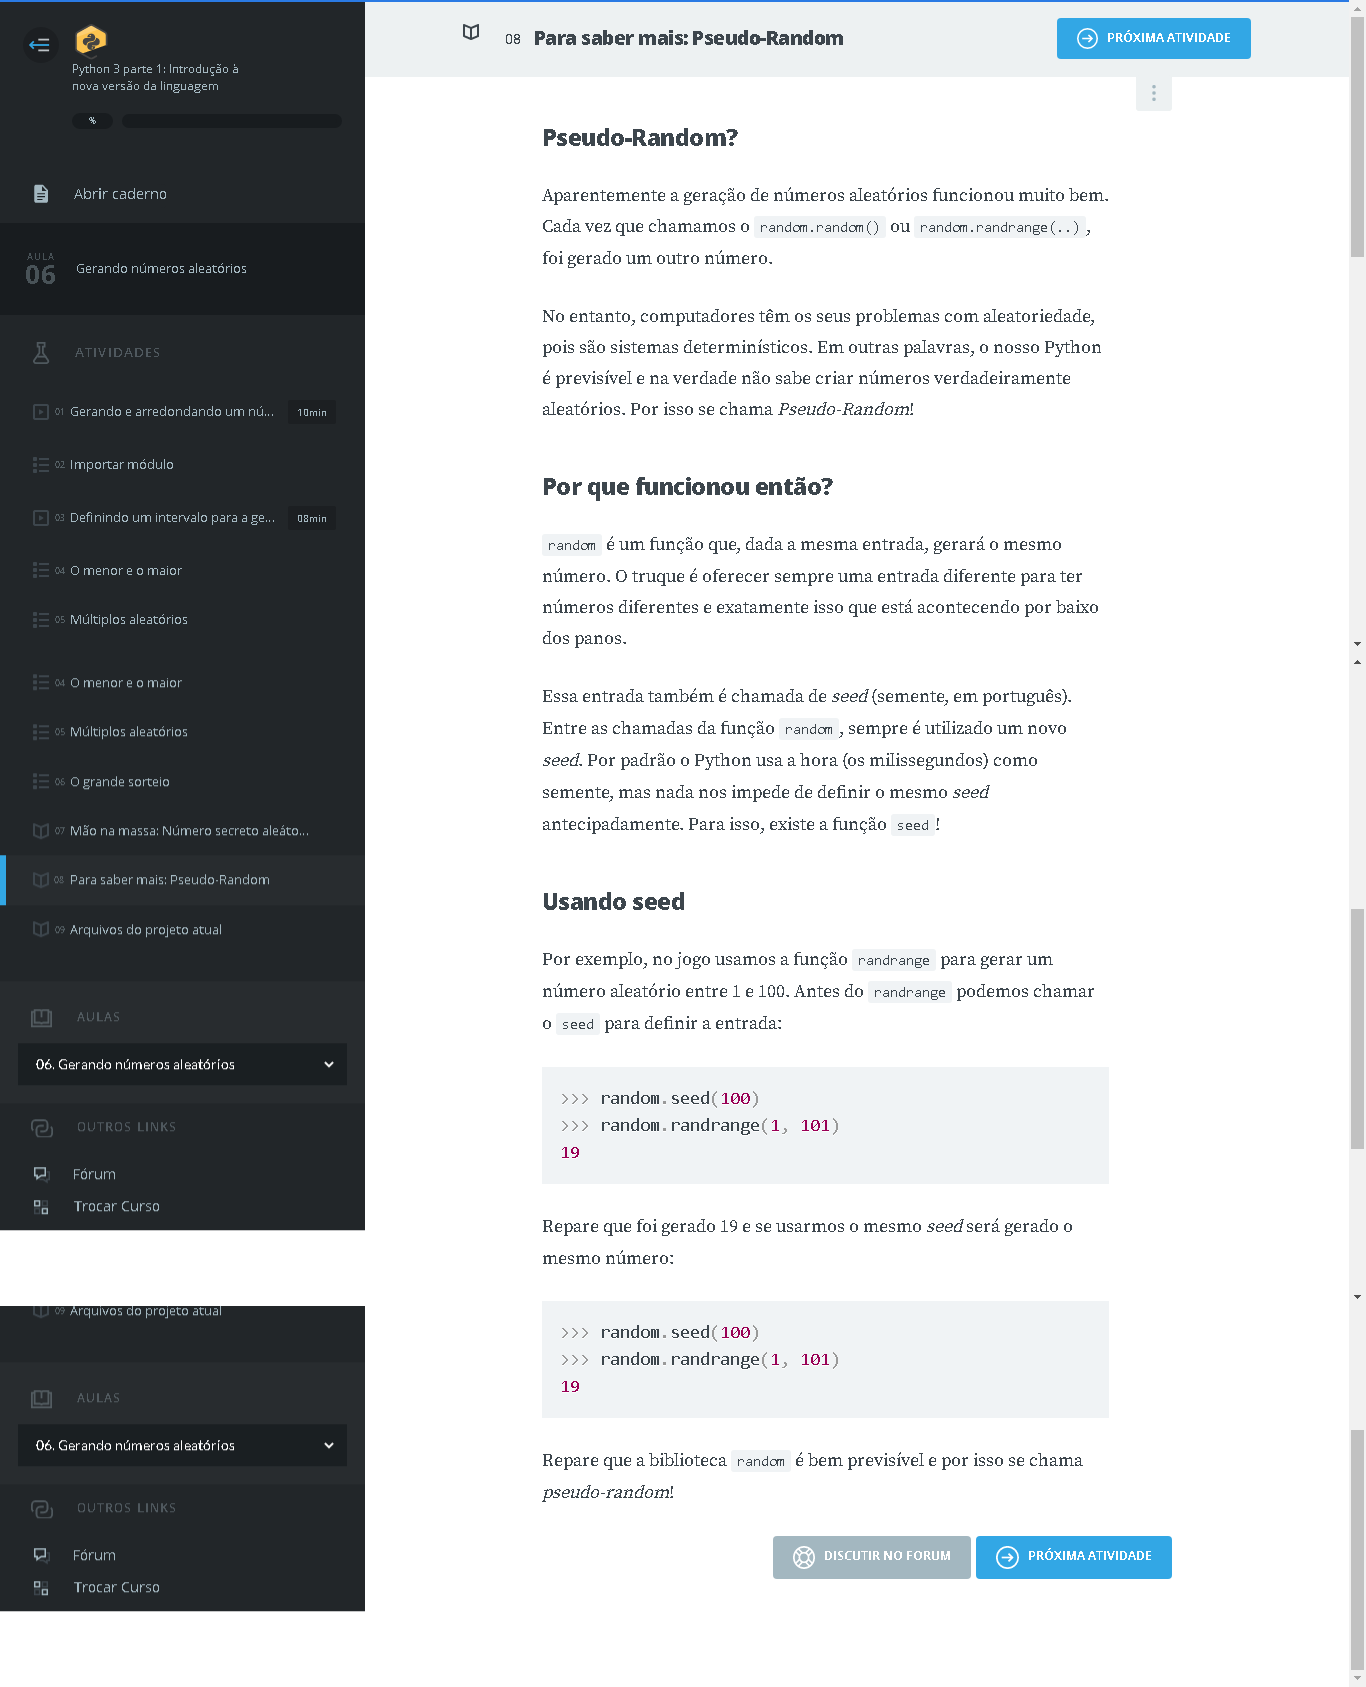 Python 3 parte 1: Introdução à
nova versão da linguagem
%
Abrir caderno
AULA
06
Gerando números aleatórios
ATIVIDADES
01 Gerando e arredondando um nú... 10min
02 Importar módulo
03 Definindo um intervalo para a ge... 08min
04 O menor e o maior
05 Múltiplos aleatórios
04 O menor e o maior
05 Múltiplos aleatórios
06 O grande sorteio
07 Mão na massa: Número secreto aleáto...
08 Para saber mais: Pseudo-Random
09 Arquivos do projeto atual
AULAS
06. Gerando números aleatórios
OUTROS LINKS
Fórum
Trocar Curso
09 Arquivos do projeto atual
AULAS
06. Gerando números aleatórios
OUTROS LINKS
Fórum
Trocar Curso
08 Para saber mais: Pseudo-Random
PRÓXIMA ATIVIDADE
Pseudo-Random?
Aparentemente a geração de números aleatórios funcionou muito bem.
Cada vez que chamamos o random.random() ou random.randrange(..) ,
foi gerado um outro número.
No entanto, computadores têm os seus problemas com aleatoriedade,
pois são sistemas determinísticos. Em outras palavras, o nosso Python
é previsível e na verdade não sabe criar números verdadeiramente
aleatórios. Por isso se chama Pseudo-Random!
Por que funcionou então?
random é um função que, dada a mesma entrada, gerará o mesmo
número. O truque é oferecer sempre uma entrada diferente para ter
números diferentes e exatamente isso que está acontecendo por baixo
dos panos.
Essa entrada também é chamada de seed (semente, em português).
Entre as chamadas da função random , sempre é utilizado um novo
seed. Por padrão o Python usa a hora (os milissegundos) como
semente, mas nada nos impede de definir o mesmo seed
antecipadamente. Para isso, existe a função seed !
Usando seed
Por exemplo, no jogo usamos a função randrange para gerar um
número aleatório entre 1 e 100. Antes do randrange podemos chamar
o seed para definir a entrada:
>>> random.seed(100)
>>> random.randrange(1, 101)
19
Repare que foi gerado 19 e se usarmos o mesmo seed será gerado o
mesmo número:
>>> random.seed(100)
>>> random.randrange(1, 101)
19
Repare que a biblioteca random é bem previsível e por isso se chama
pseudo-random!
DISCUTIR NO FORUM
PRÓXIMA ATIVIDADE